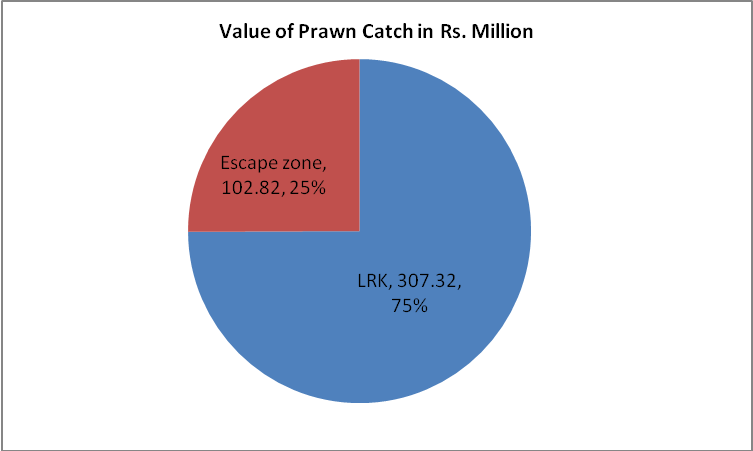 Value of Prawn Catch in Rs. Million
Escape zone,
102.82, 25%
LRK, 307.32,
75%